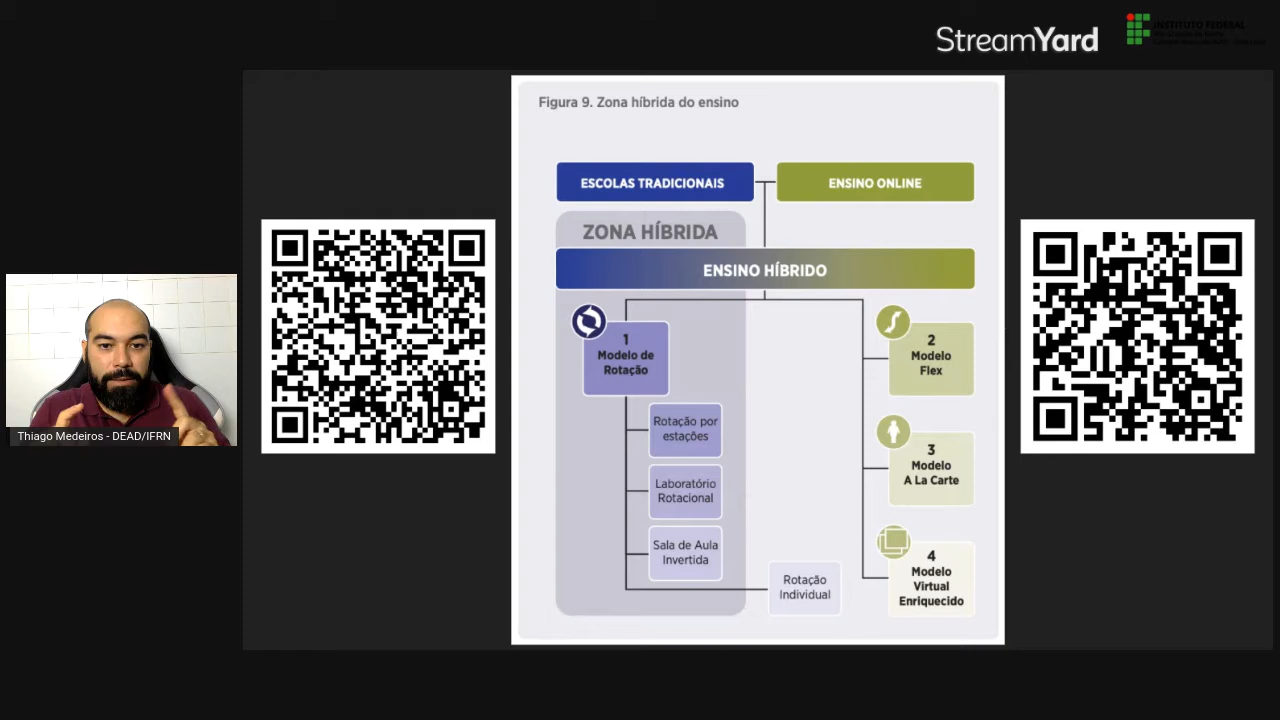 StreamYard
INSTITUTO FEDERAL
Figura 9. Zona híbrida do ensino
ESCOLAS TRADICIONAIS
ENSINO ONLINE
ZONA HÍBRIDA
ENSINO HÍBRIDO
1
Modelo de
Rotação
Rotação por
estações
Laboratório
Rotacional
Sala de Aula
Invertida
Rotação
Individual
2
Modelo
Flex
3
Modelo
A La Carte
4
Modelo
Virtual
Enriquecido
Thiago Medeiros - DEAD/IFRN